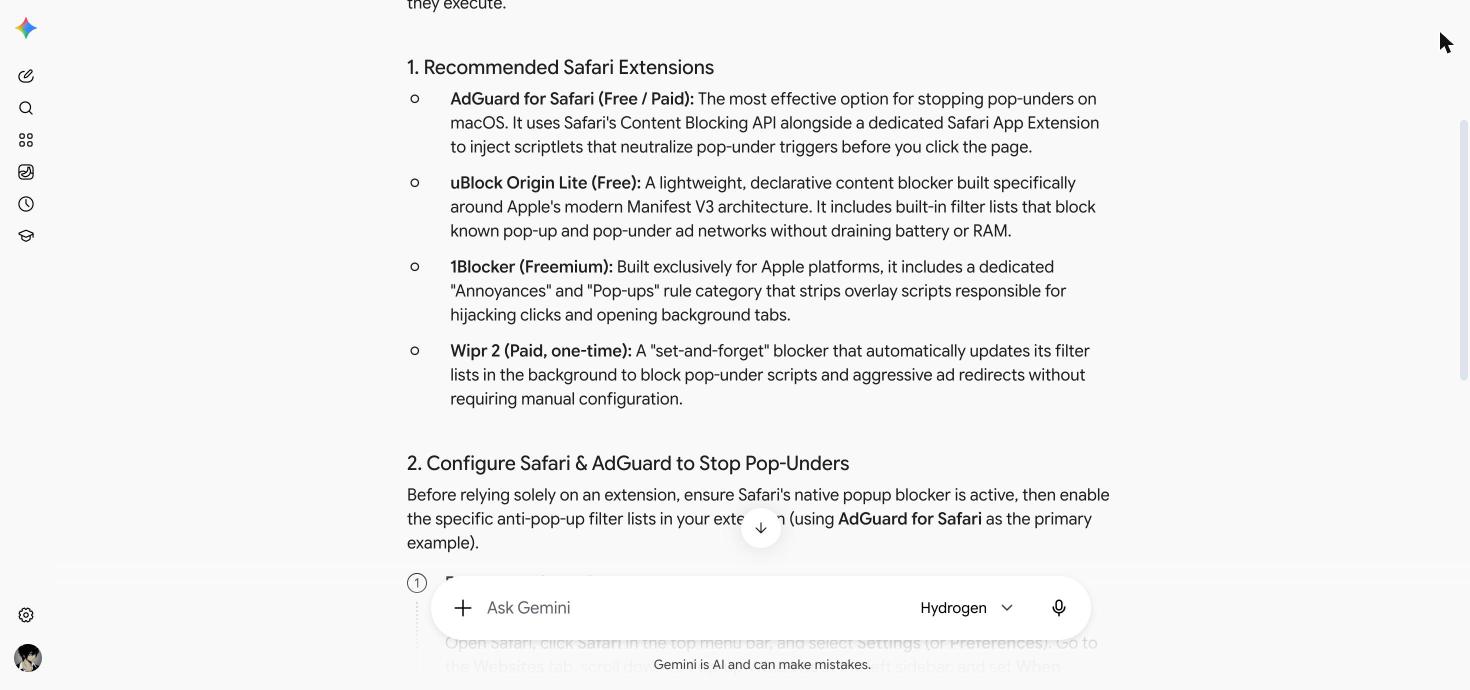 they execute.
1. Recommended Safari Extensions
AdGuard for Safari (Free / Paid): The most effective option for stopping pop-unders on
macOS. It uses Safari's Content Blocking API alongside a dedicated Safari App Extension
to inject scriptlets that neutralize pop-under triggers before you click the page.
uBlock Origin Lite (Free): A lightweight, declarative content blocker built specifically
around Apple's modern Manifest V3 architecture. It includes built-in filter lists that block
known pop-up and pop-under ad networks without draining battery or RAM.
1Blocker (Freemium): Built exclusively for Apple platforms, it includes a dedicated
"Annoyances" and "Pop-ups" rule category that strips overlay scripts responsible for
hijacking clicks and opening background tabs.
Wipr 2 (Paid, one-time): A "set-and-forget" blocker that automatically updates its filter
lists in the background to block pop-under scripts and aggressive ad redirects without
requiring manual configuration.
2. Configure Safari & AdGuard to Stop Pop-Unders
Before relying solely on an extension, ensure Safari's native popup blocker is active, then enable
the specific anti-pop-up filter lists in your (using AdGuard for Safari as the primary
example).
1
Ask Gemini
Hydrogen
Open Safari, click Safari in the top menu bar, and select Settings (or Preferences). Go to
the Websites tab, scroll left sidebar, and set When
Gemini is AI and can make mistakes.